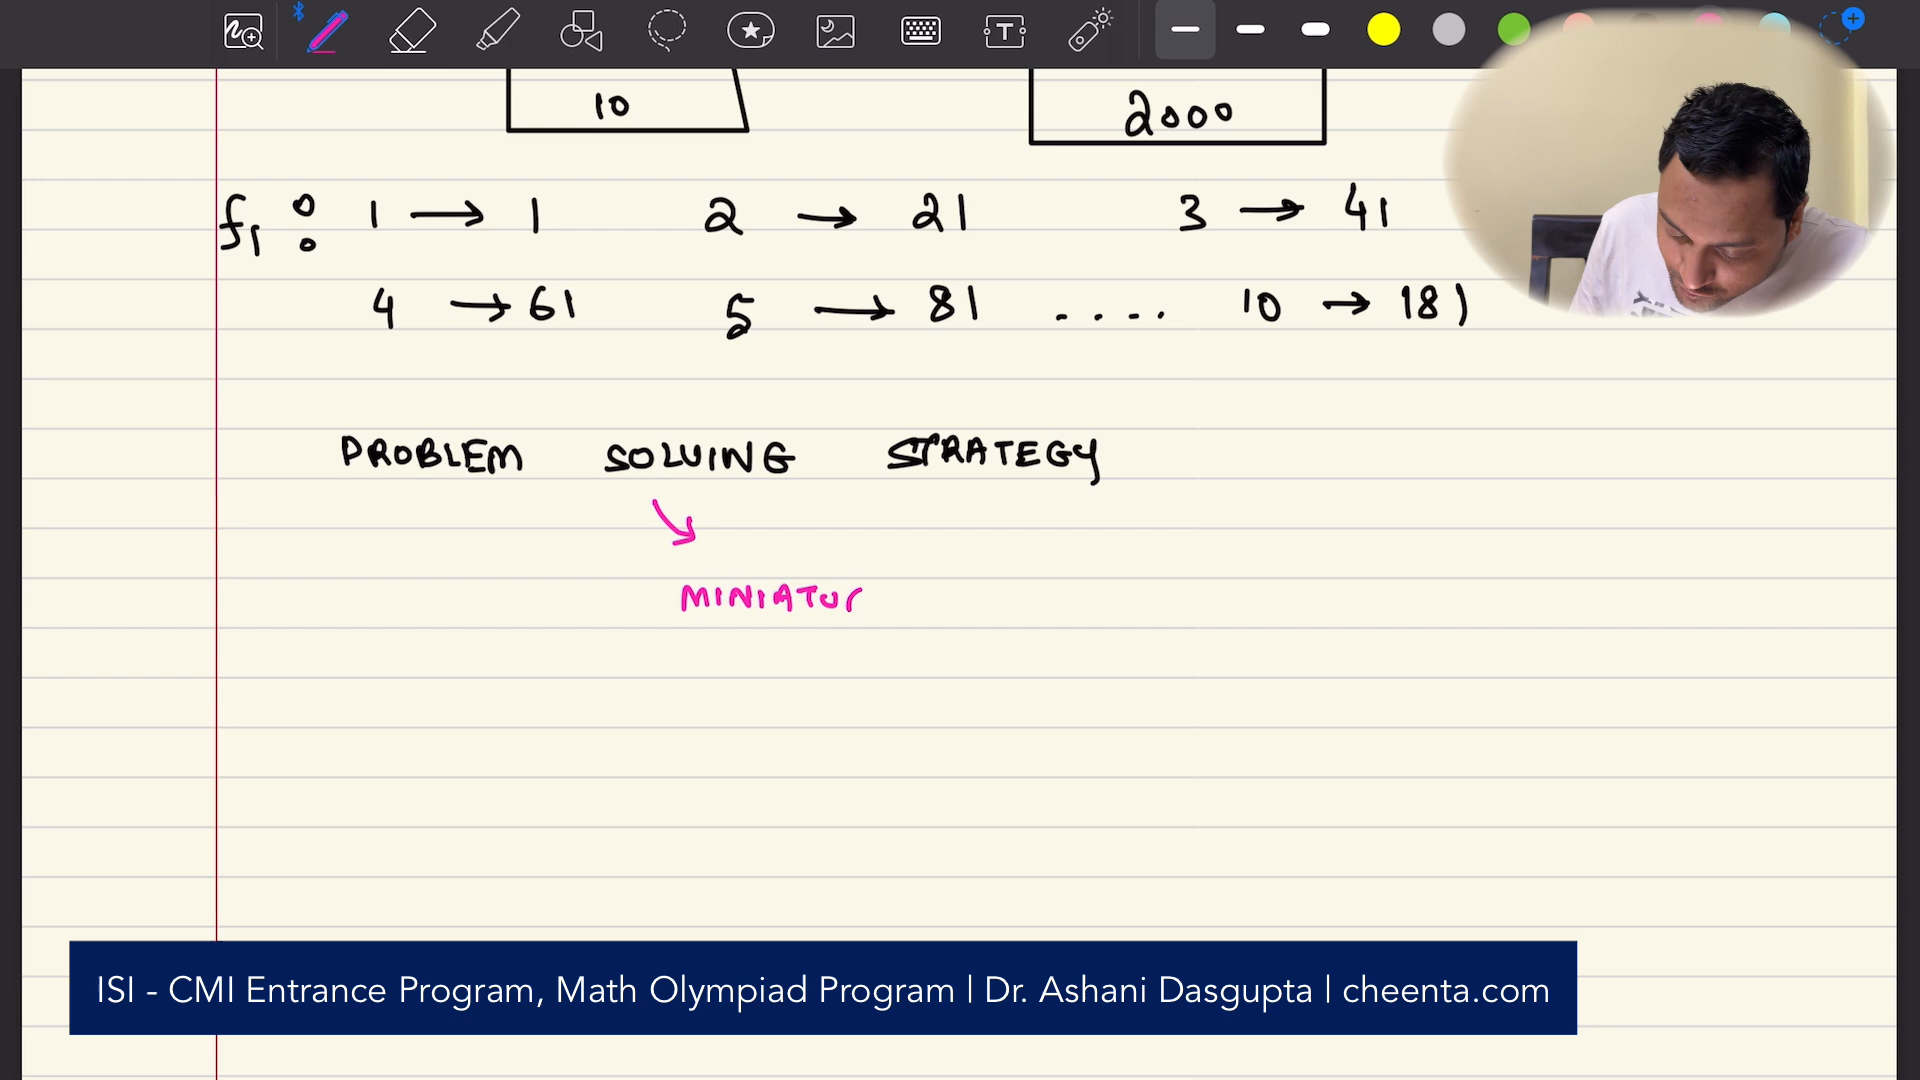 10 2000
f1 : 1 → 1 2 → 21 3 → 41
4 → 61 5 → 81 .... 10 → 181
PROBLEM SOLVING STRATEGY
MINIATUR
ISI - CMI Entrance Program, Math Olympiad Program | Dr. Ashani Dasgupta | cheenta.com